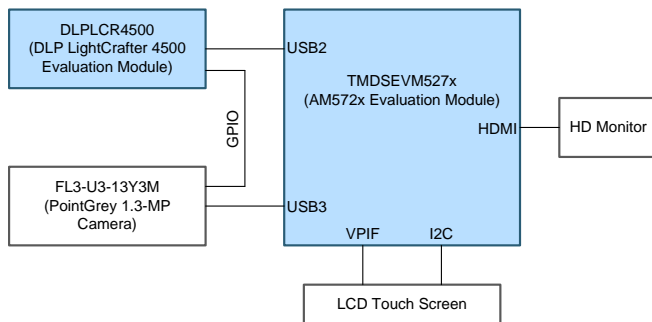 DLPLCR4500
(DLP LightCrafter 4500
Evaluation Module)
USB2
TMDSEVM527x
(AM572x Evaluation Module)
GPIO
HDMI
HD Monitor
FL3-U3-13Y3M
(PointGrey 1.3-MP
Camera)
USB3
VPIF
I2C
LCD Touch Screen